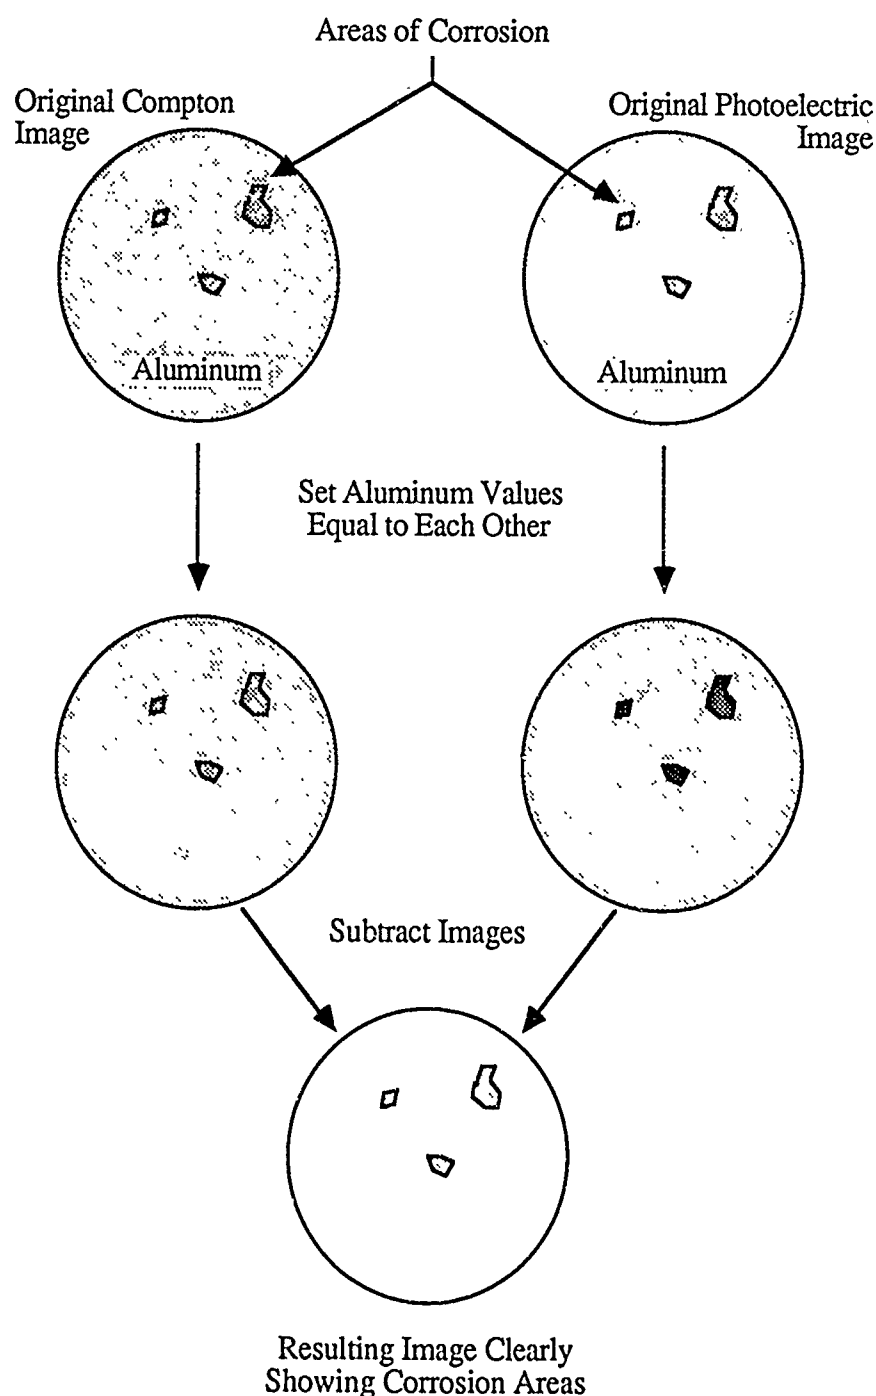 Areas of Corrosion
Original Compton
Image
Original Photoelectric
Image
Aluminum
Aluminum
Set Aluminum Values
Equal to Each Other
Subtract Images
Resulting Image Clearly
Showing Corrosion Areas